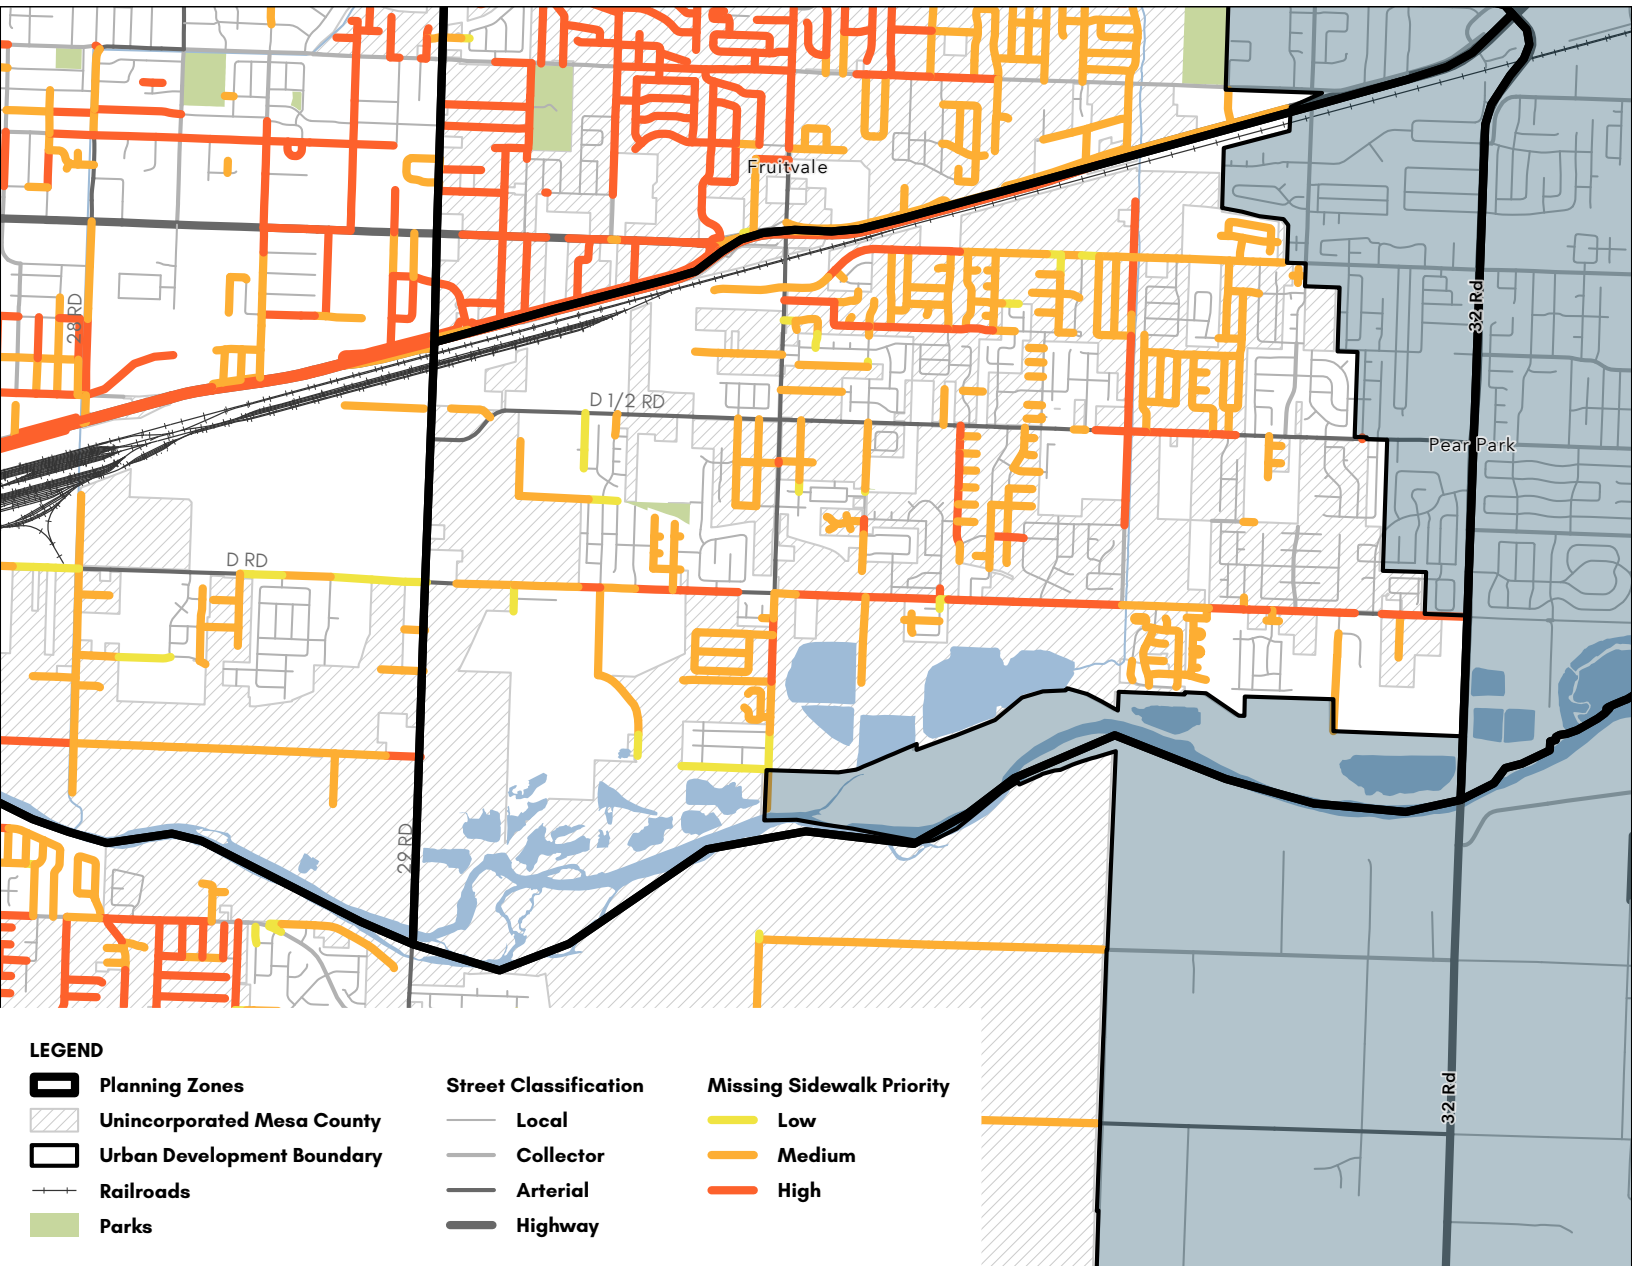 Fruitvale
28 RD
32 Rd
D 1/2 RD
Pear Park
D RD
29 RD
32 Rd
LEGEND
Planning Zones
Unincorporated Mesa County
Urban Development Boundary
Railroads
Parks
Street Classification
Local
Collector
Arterial
Highway
Missing Sidewalk Priority
Low
Medium
High